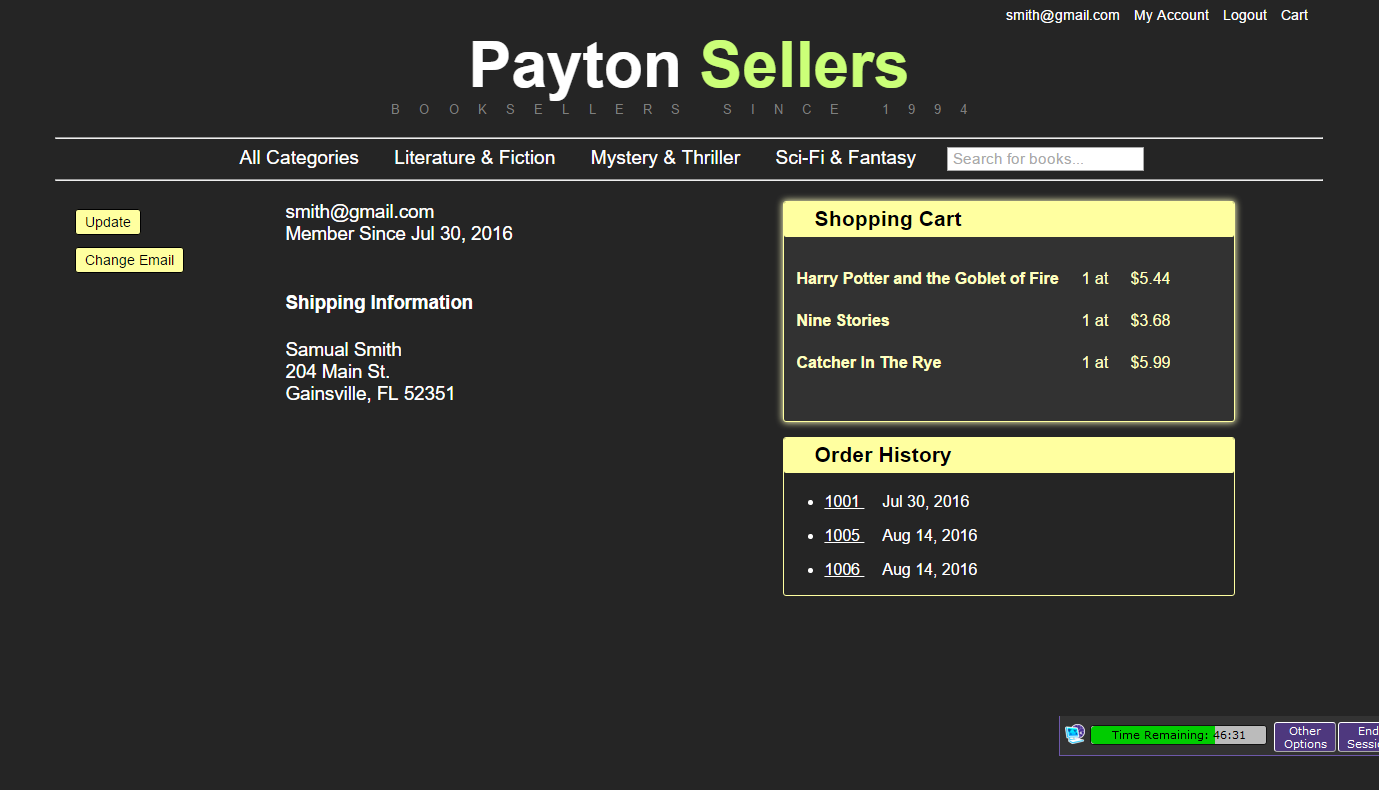 smith@gmail.com My Account Logout Cart
Payton Sellers
BOOKSELLERS SINCE 1994
All Categories Literature & Fiction Mystery & Thriller Sci-Fi & Fantasy Search for books...
Update
Change Email
smith@gmail.com
Member Since Jul 30, 2016
Shipping Information
Samual Smith
204 Main St.
Gainsville, FL 52351
Shopping Cart
Harry Potter and the Goblet of Fire 1 at $5.44
Nine Stories 1 at $3.68
Catcher In The Rye 1 at $5.99
Order History
1001 Jul 30, 2016
1005 Aug 14, 2016
1006 Aug 14, 2016
Time Remaining: 46:31
Other
Options
End
Sessi